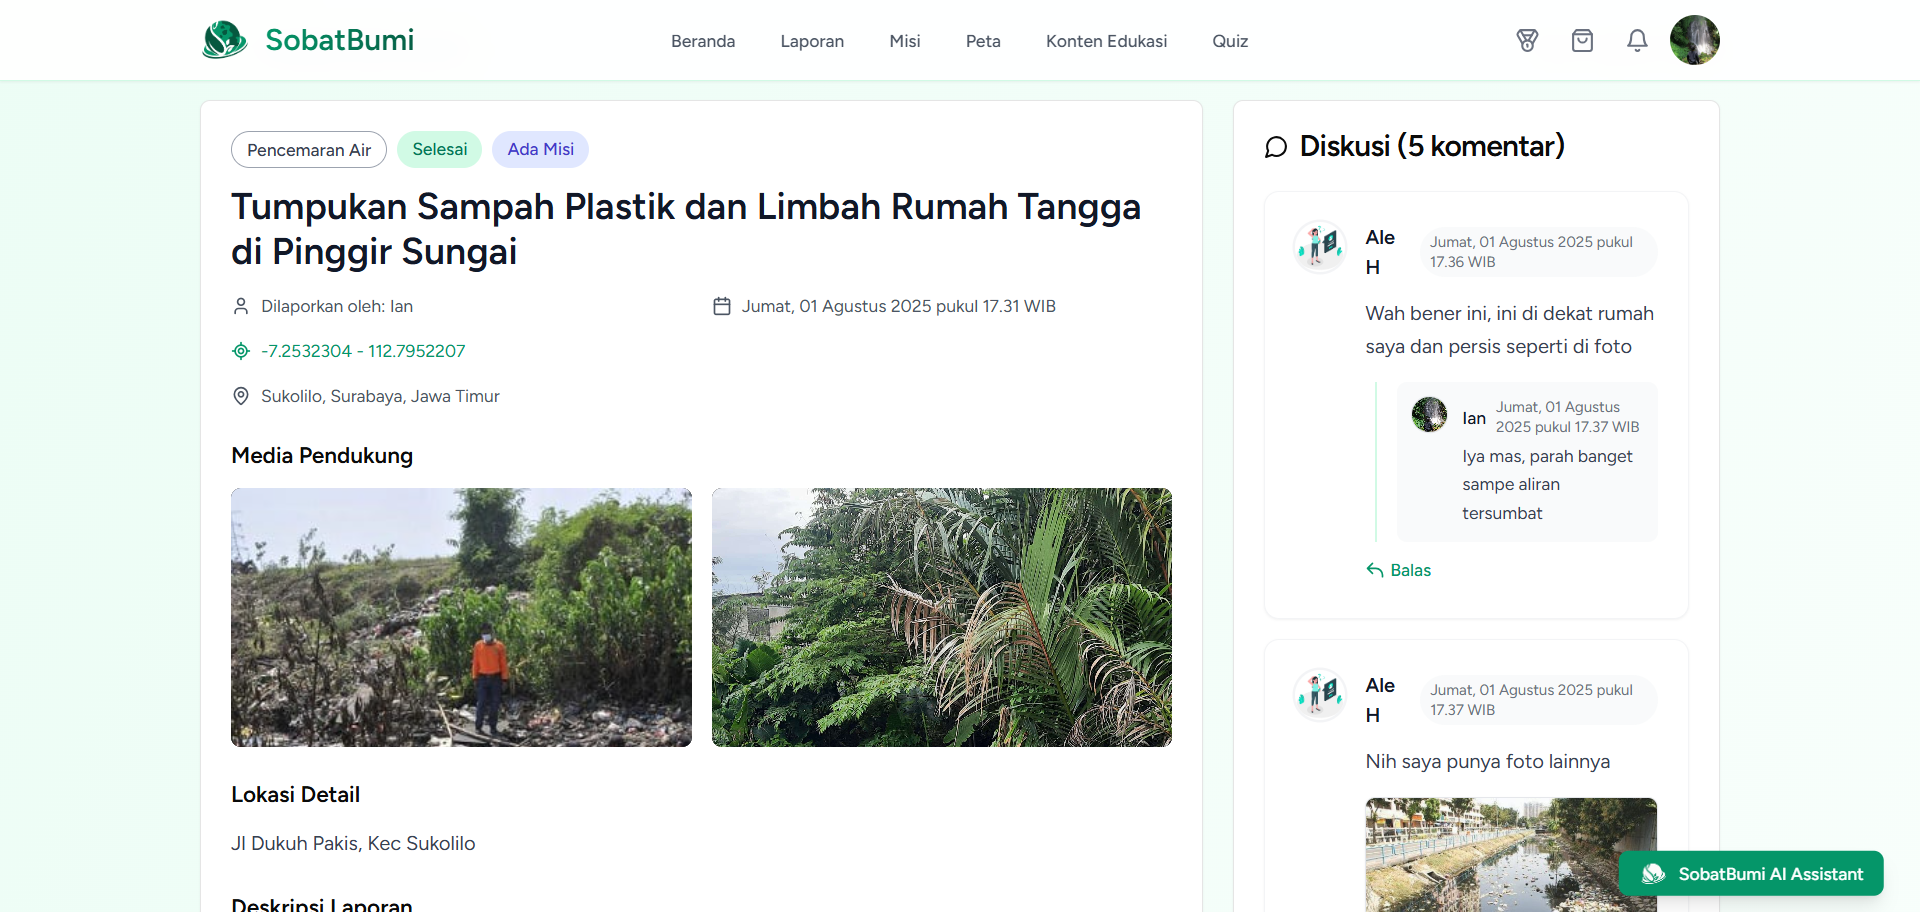 SobatBumi
Beranda
Laporan
Misi
Peta
Konten Edukasi
Quiz
Pencemaran Air
Selesai
Ada Misi
Tumpukan Sampah Plastik dan Limbah Rumah Tangga
di Pinggir Sungai
Dilaporkan oleh: Ian
Jumat, 01 Agustus 2025 pukul 17.31 WIB
-7.2532304 - 112.7952207
Sukolilo, Surabaya, Jawa Timur
Media Pendukung
Lokasi Detail
Jl Dukuh Pakis, Kec Sukolilo
Deskripsi Laporan
Diskusi (5 komentar)
Ale
H
Jumat, 01 Agustus 2025 pukul
17.36 WIB
Wah bener ini, ini di dekat rumah
saya dan persis seperti di foto
Ian
Jumat, 01 Agustus
2025 pukul 17.37 WIB
Iya mas, parah banget
sampe aliran
tersumbat
Balas
Ale
H
Jumat, 01 Agustus 2025 pukul
17.37 WIB
Nih saya punya foto lainnya
SobatBumi AI Assistant